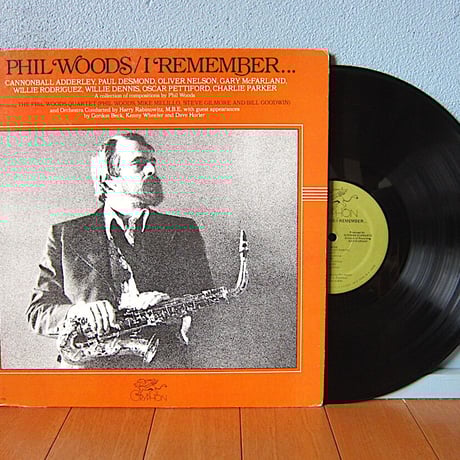 PHIL WOODS/I REMEMBER...
CANNONBALL ADDERLEY, PAUL DESMOND, OLIVER NELSON, GARY McFARLAND,
WILLIE RODRIGUEZ, WILLIE DENNIS, OSCAR PETTIFORD, CHARLIE PARKER
A collection of compositions by Phil Woods
THE PHIL WOODS QUARTET (PHIL WOODS, MIKE MELILLO, STEVE GILMORE AND BILL GOODWIN)
and Orchestra Conducted by Harry Rabinowitz, M.B.E. with guest appearances
by Gordon Beck, Kenny Wheeler and Dave Horler
GRYPHON
PHON
I REMEMBER...